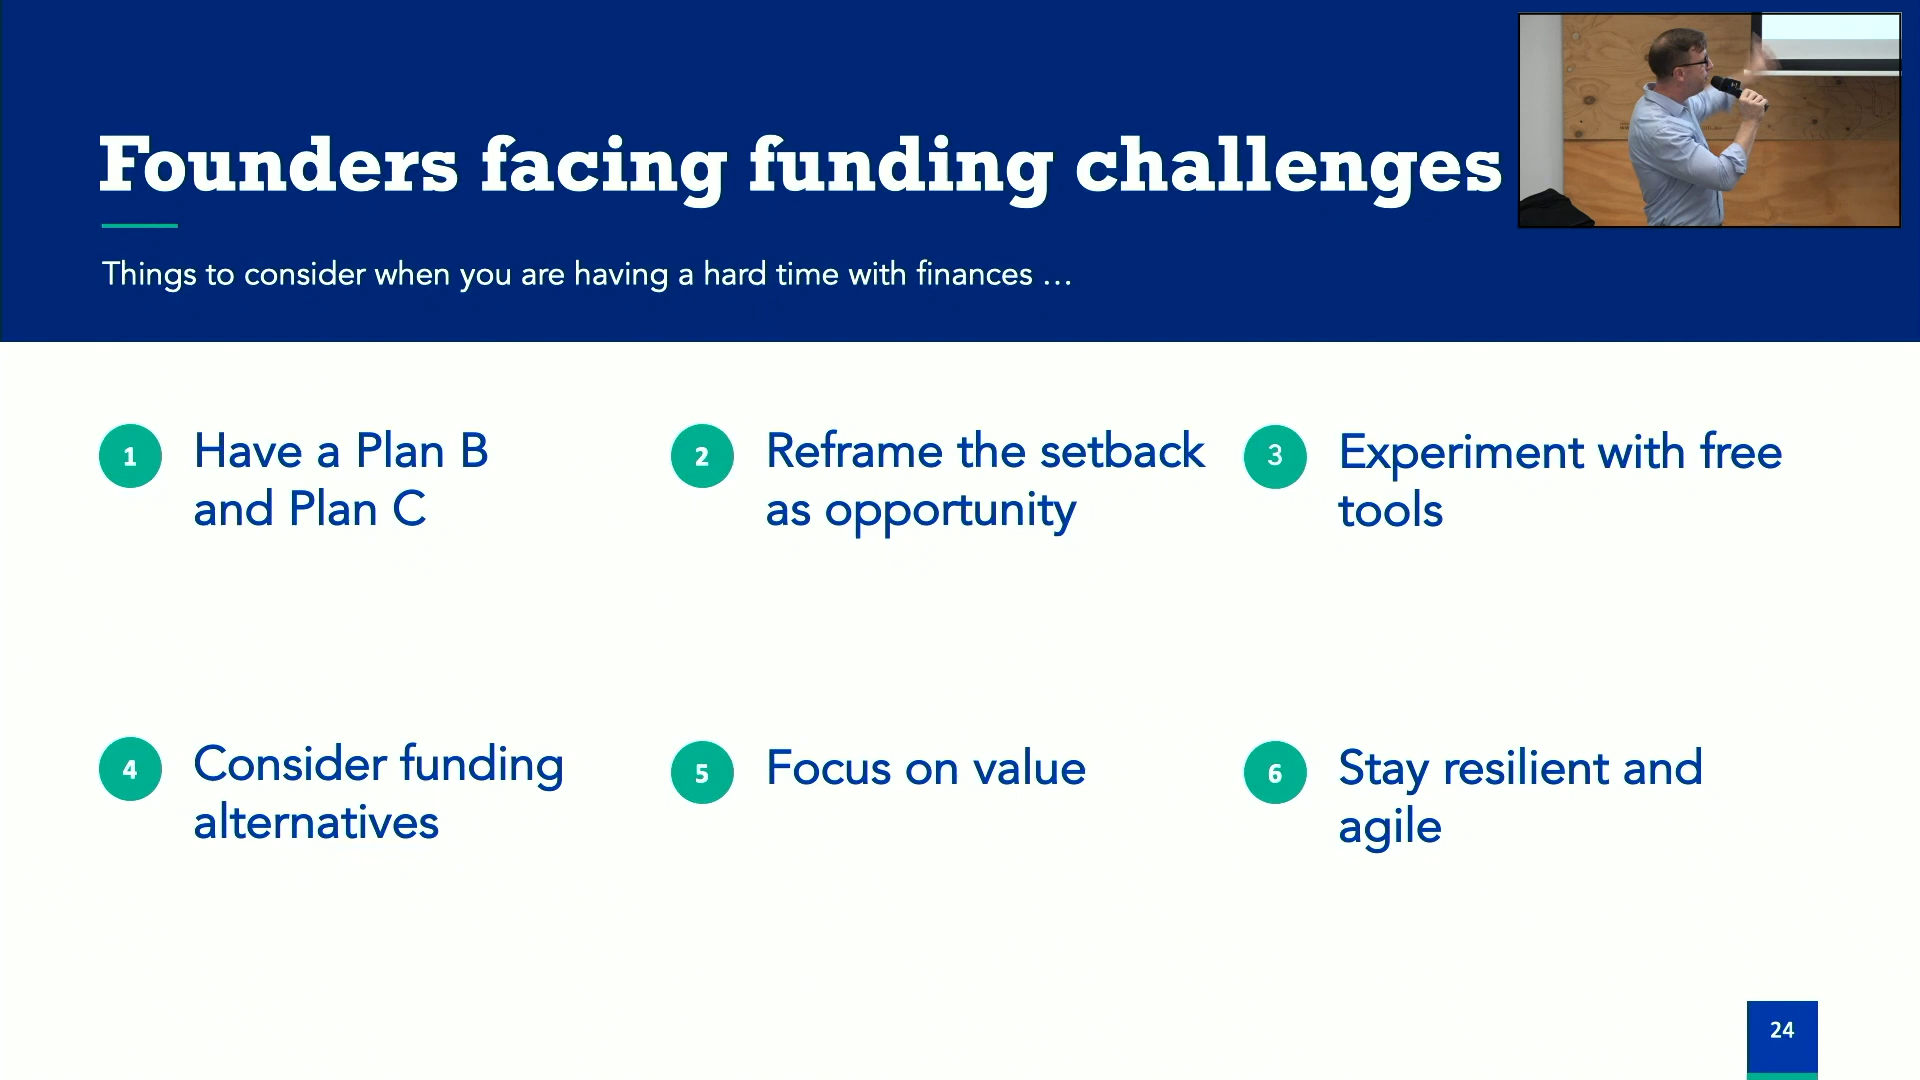 Founders facing funding challenges
Things to consider when you are having a hard time with finances …
1
Have a Plan B
and Plan C
2
Reframe the setback
as opportunity
3
Experiment with free
tools
4
Consider funding
alternatives
5
Focus on value
6
Stay resilient and
agile
24